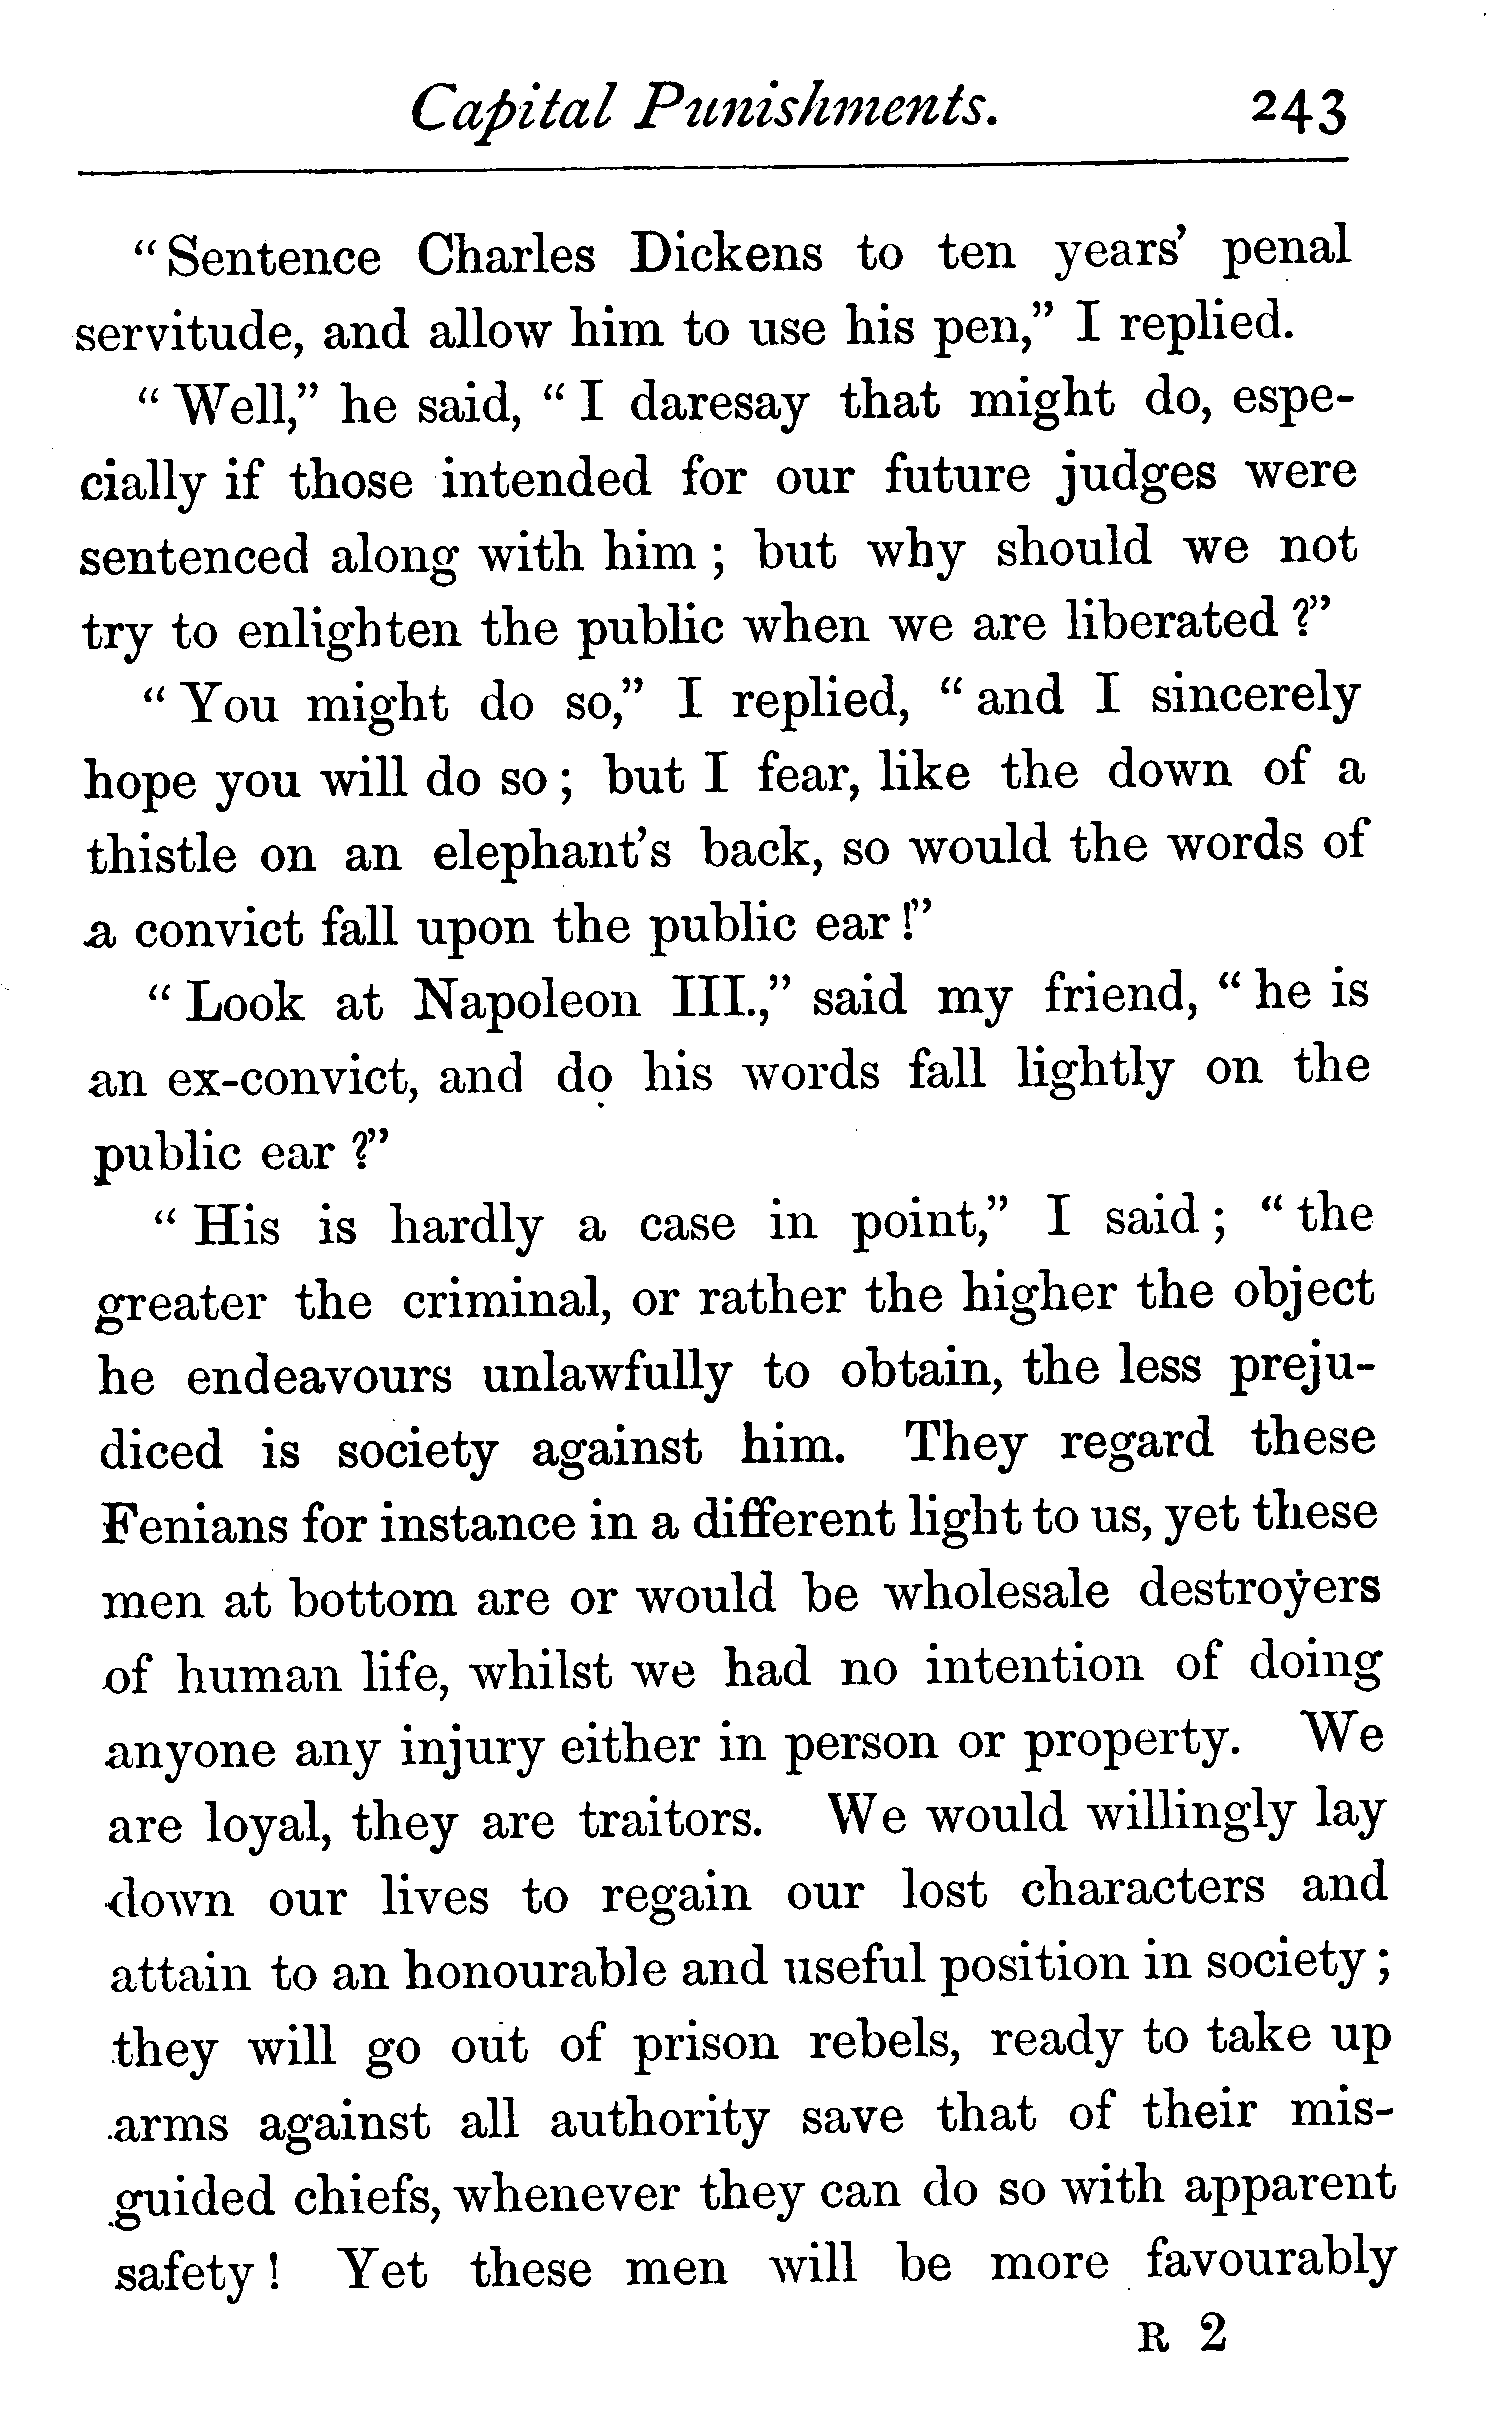 Capital Punishments. 243
"Sentence Charles Dickens to ten years' penal
servitude, and allow him to use his pen," I replied.
"Well," he said, "I daresay that might do, espe-
cially if those intended for our future judges were
sentenced along with him; but why should we not
try to enlighten the public when we are liberated?"
"You might do so," I replied, "and I sincerely
hope you will do so; but I fear, like the down of a
thistle on an elephant's back, so would the words of
a convict fall upon the public ear!"
"Look at Napoleon III.," said my friend, "he is
an ex-convict, and do his words fall lightly on the
public ear?"
"His is hardly a case in point," I said; "the
greater the criminal, or rather the higher the object
he endeavours unlawfully to obtain, the less preju-
diced is society against him. They regard these
Fenians for instance in a different light to us, yet these
men at bottom are or would be wholesale destroyers
of human life, whilst we had no intention of doing
anyone any injury either in person or property. We
are loyal, they are traitors. We would willingly lay
down our lives to regain our lost characters and
attain to an honourable and useful position in society;
they will go out of prison rebels, ready to take up
arms against all authority save that of their mis-
guided chiefs, whenever they can do so with apparent
safety! Yet these men will be more favourably
R 2